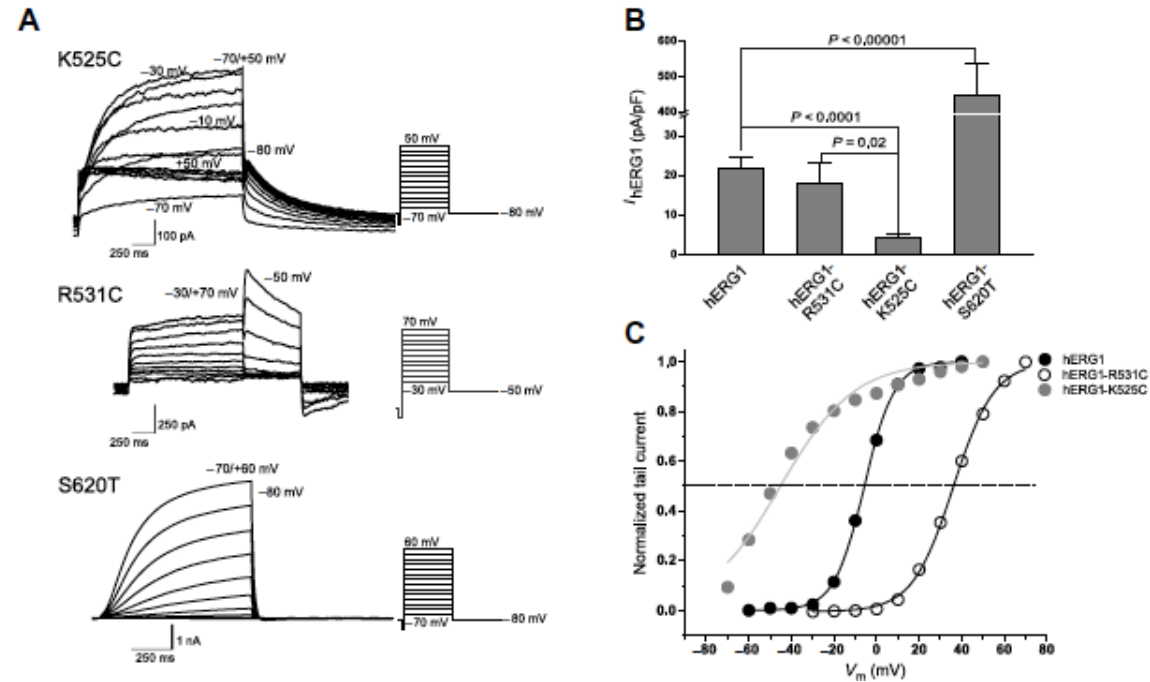 A
K525C
–70/+50 mV
–30 mV
–10 mV
–80 mV
+50 mV
–70 mV
100 pA
250 ms
50 mV
–70 mV
–80 mV
R531C
–50 mV
–30/+70 mV
250 pA
250 ms
70 mV
–30 mV
–50 mV
S620T
–70/+60 mV
–80 mV
1 nA
250 ms
60 mV
–70 mV
–80 mV
B
600
500
400
30
20
10
0
IhERG1 (pA/pF)
P < 0,00001
P < 0,0001
P = 0,02
hERG1
hERG1-
R531C
hERG1-
K525C
hERG1-
S620T
C
1,0
0.8
0.6
0.4
0.2
0.0
Normalized tail current
hERG1
hERG1-R531C
hERG1-K525C
–80 –60 –40 –20 0 20 40 60 80
Vm (mV)